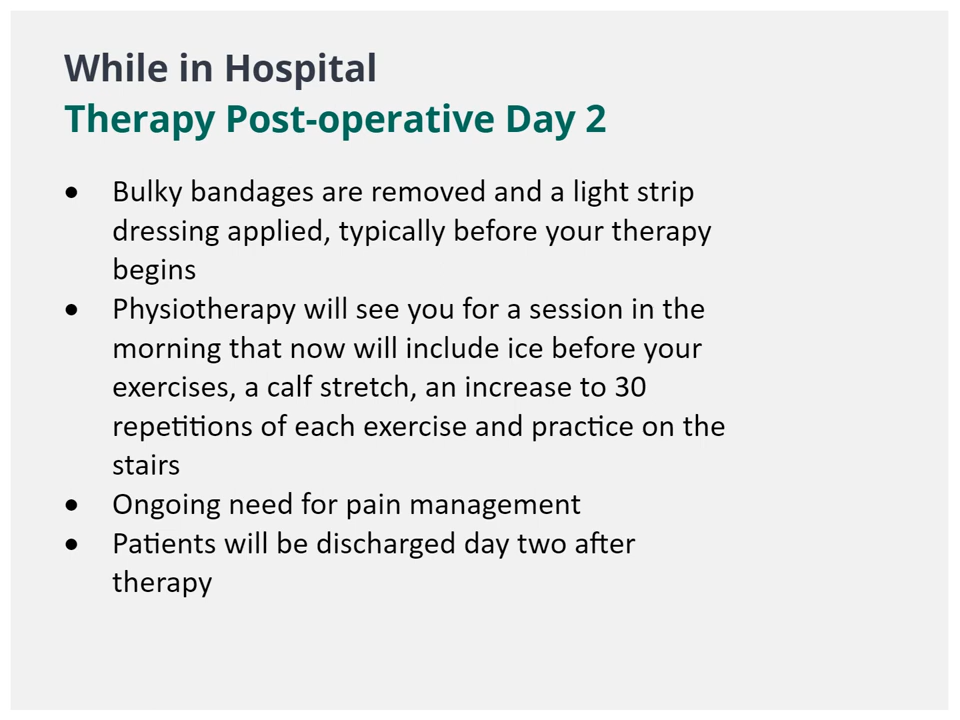 While in Hospital
Therapy Post-operative Day 2
• Bulky bandages are removed and a light strip
dressing applied, typically before your therapy
begins
• Physiotherapy will see you for a session in the
morning that now will include ice before your
exercises, a calf stretch, an increase to 30
repetitions of each exercise and practice on the
stairs
• Ongoing need for pain management
• Patients will be discharged day two after
therapy